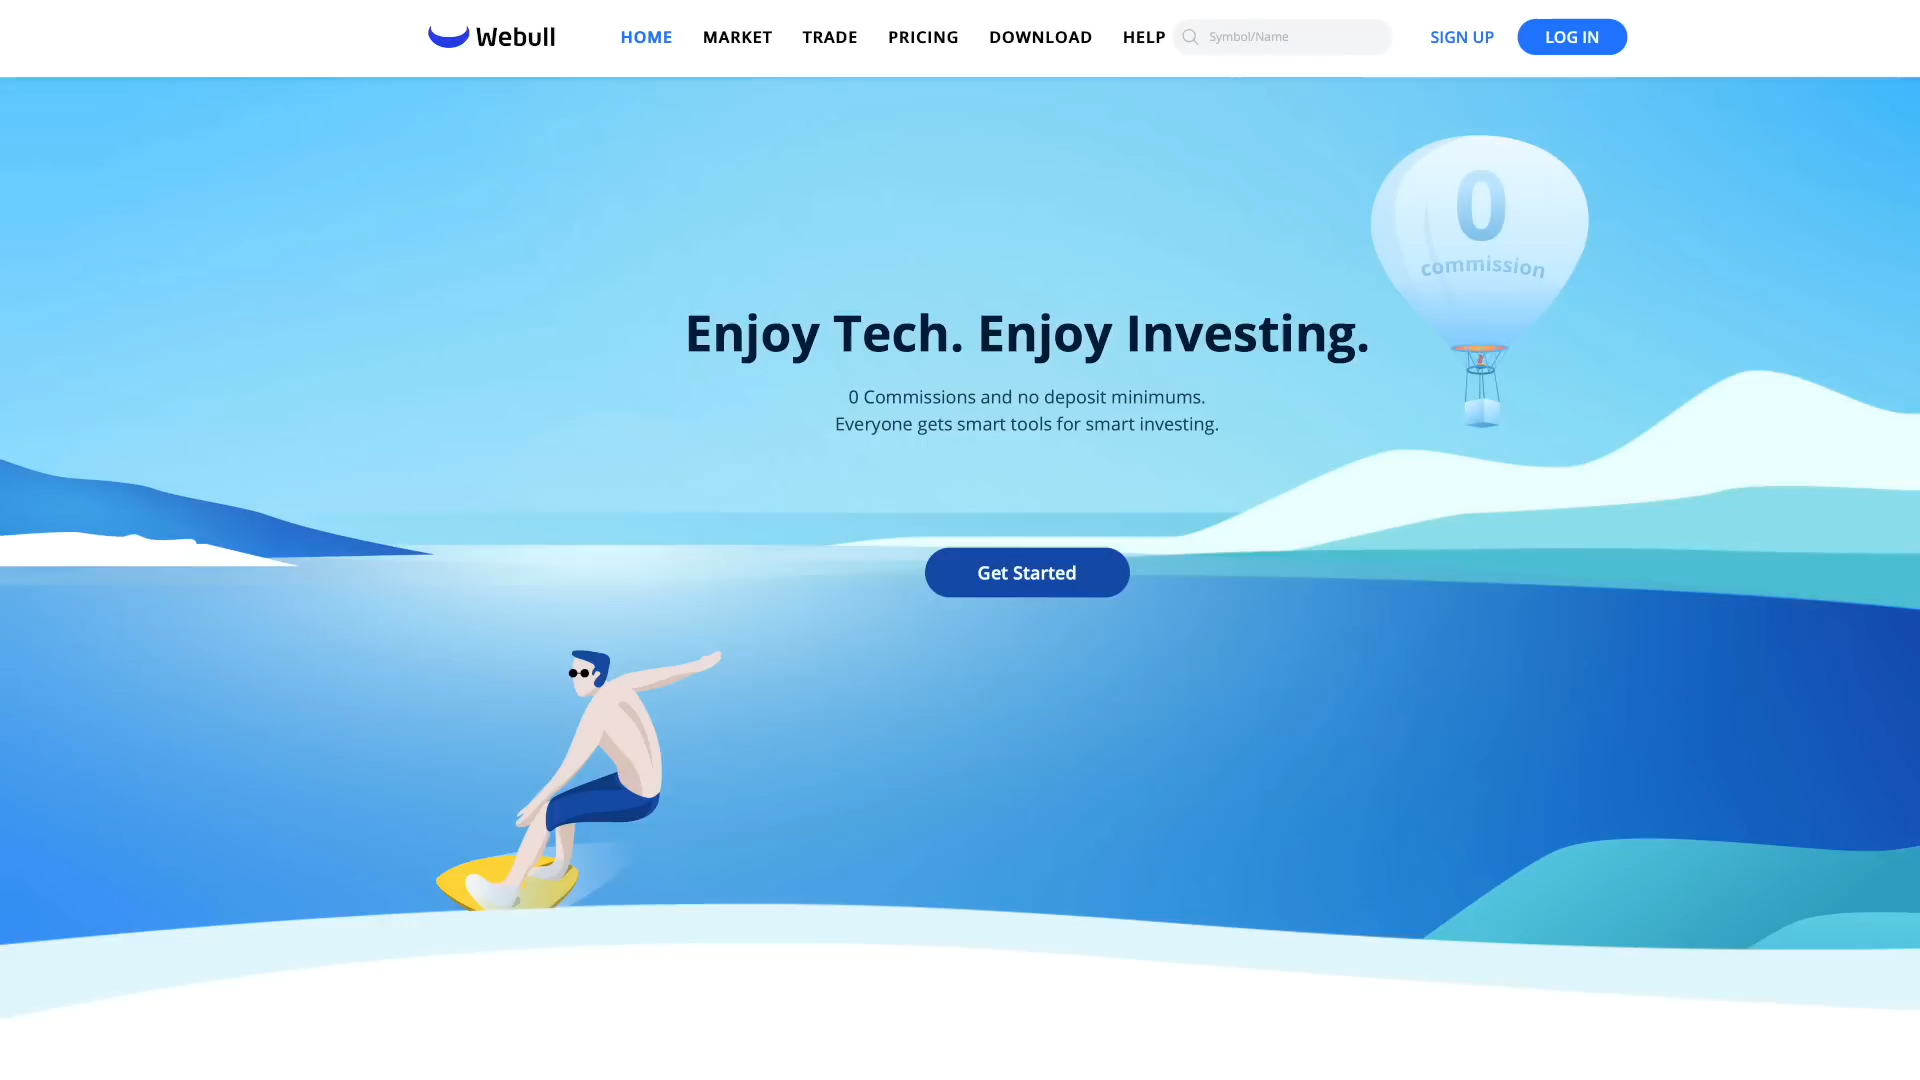 Webull
HOME MARKET TRADE PRICING DOWNLOAD HELP Symbol/Name SIGN UP LOG IN
0
commission
Enjoy Tech. Enjoy Investing.
0 Commissions and no deposit minimums.
Everyone gets smart tools for smart investing.
Get Started